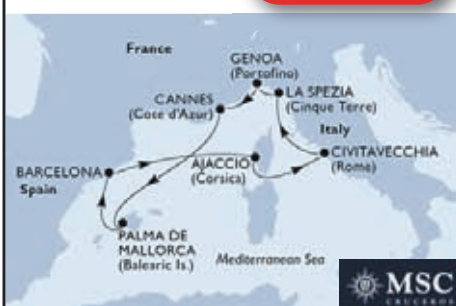 France
GENOA
(Portofino)
CANNES
(Cote d'Azur)
LA SPEZIA
(Cinque Terre)
Italy
CIVITAVECCHIA
(Rome)
AJACCIO
(Corsica)
BARCELONA
Spain
PALMA DE
MALLORCA
(Balearic Is.)
Mediterranean Sea
MSC
CRUCEROS